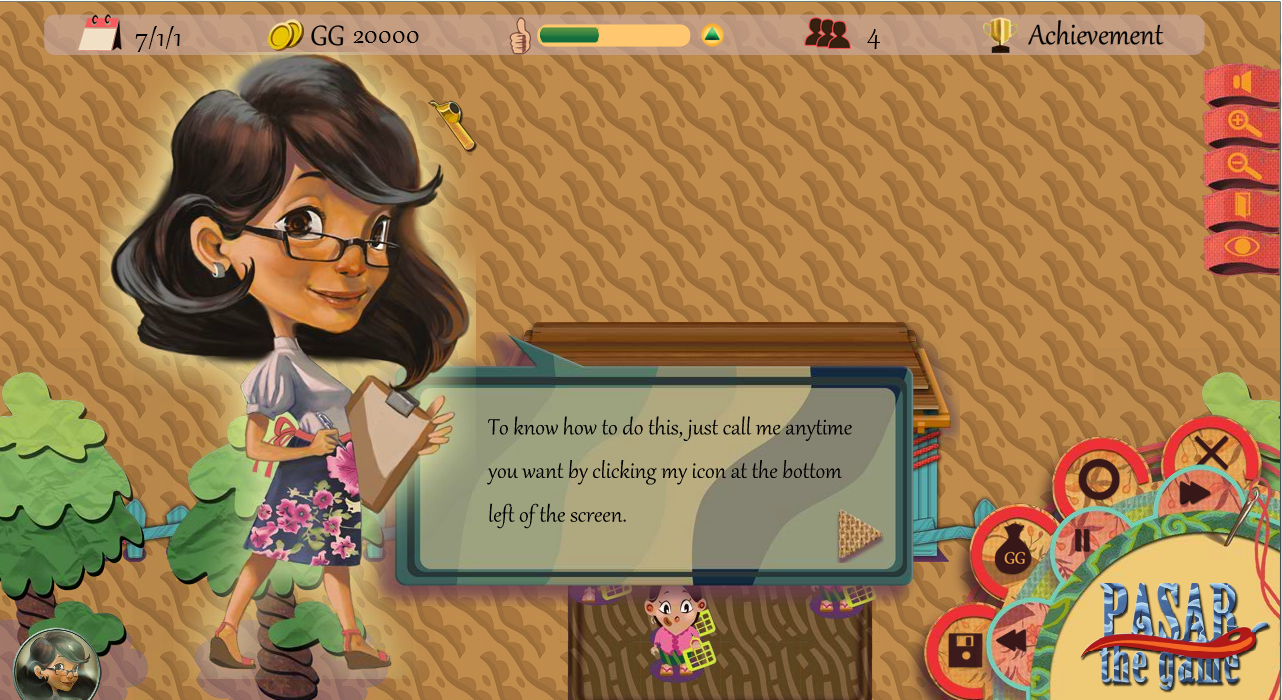 7/1/1
GG 20000
4
Achievement
To know how to do this, just call me anytime
you want by clicking my icon at the bottom
left of the screen.
GG
PASAR
the game